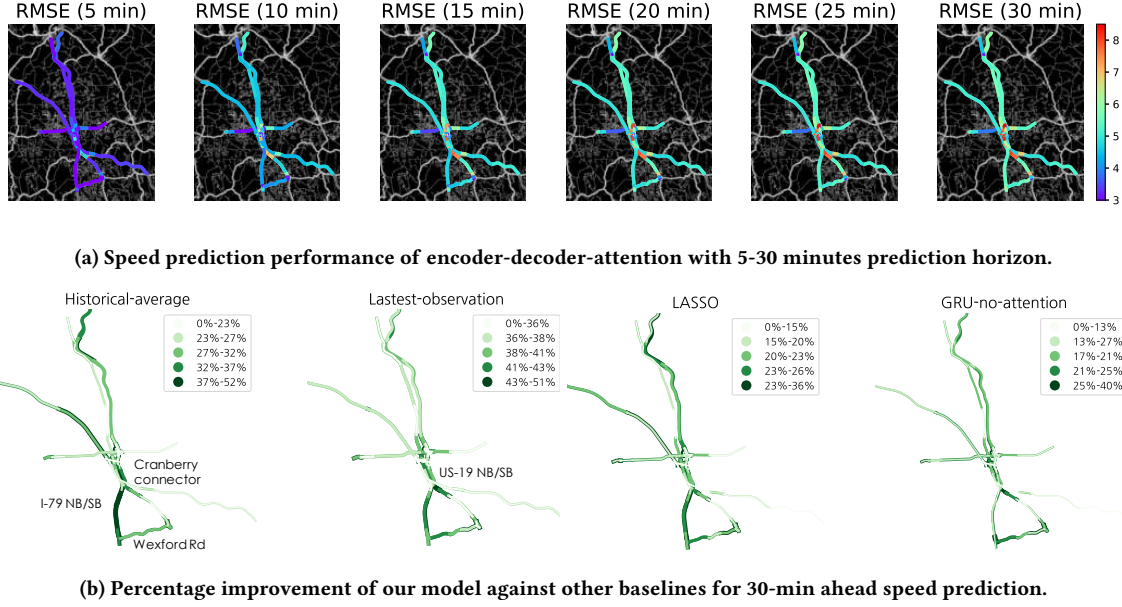 RMSE (5 min) RMSE (10 min) RMSE (15 min) RMSE (20 min) RMSE (25 min) RMSE (30 min)
8
7
6
5
4
3
(a) Speed prediction performance of encoder-decoder-attention with 5-30 minutes prediction horizon.
Historical-average
0%-23%
23%-27%
27%-32%
32%-37%
37%-52%
Cranberry
connector
I-79 NB/SB
Wexford Rd
Lastest-observation
0%-36%
36%-38%
38%-41%
41%-43%
43%-51%
US-19 NB/SB
LASSO
0%-15%
15%-20%
20%-23%
23%-26%
23%-36%
GRU-no-attention
0%-13%
13%-27%
17%-21%
21%-25%
25%-40%
(b) Percentage improvement of our model against other baselines for 30-min ahead speed prediction.